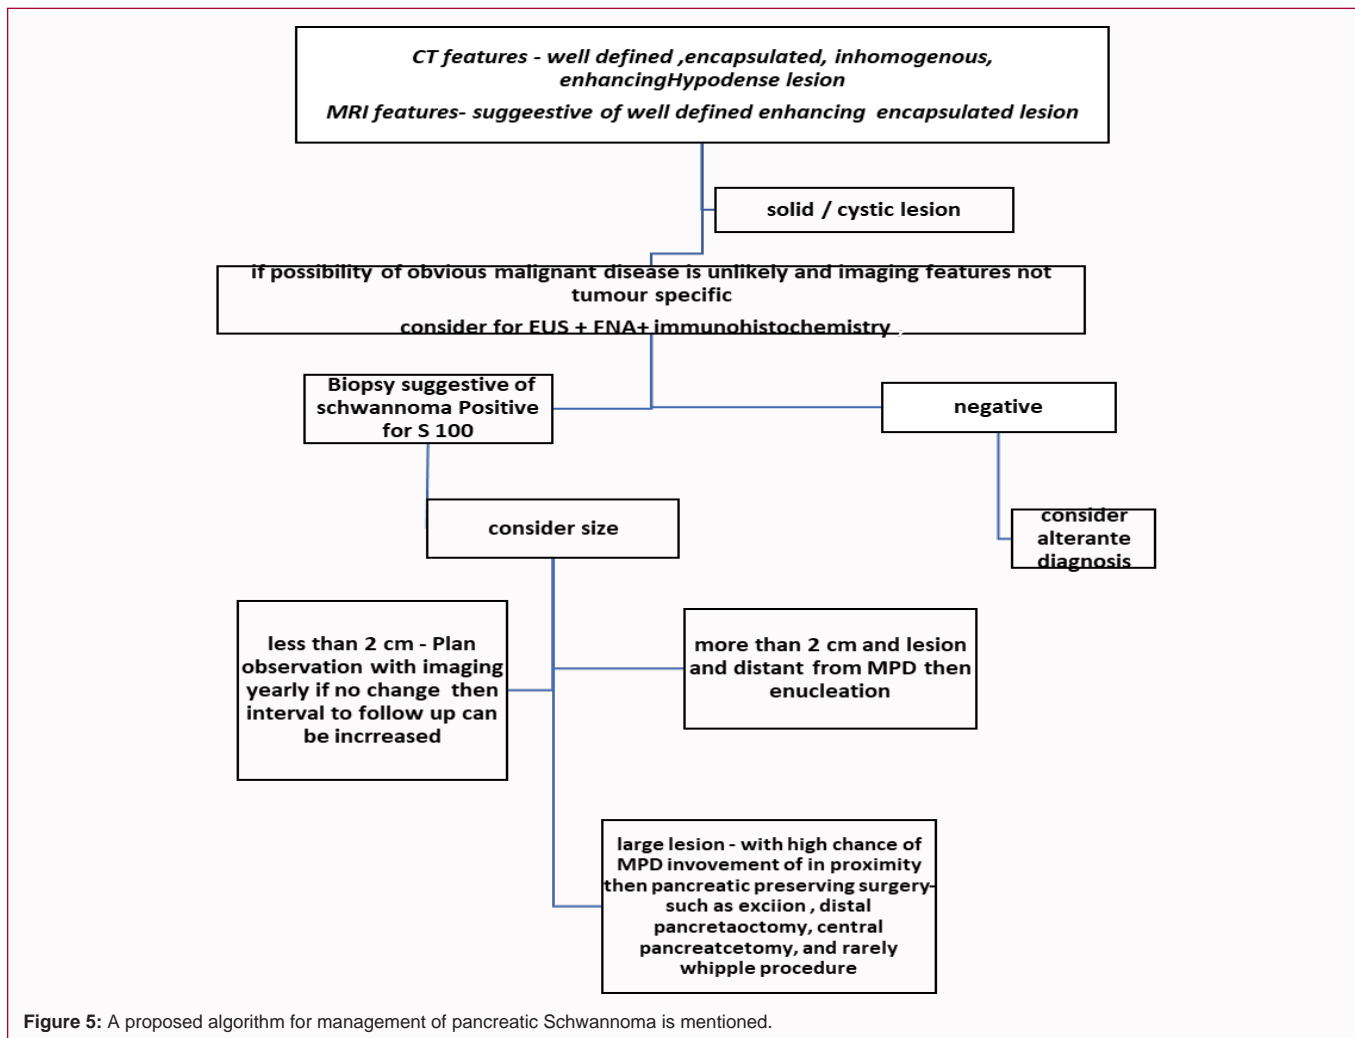 CT features - well defined ,encapsulated, inhomogenous,
enhancingHypodense lesion
MRI features- suggeestive of well defined enhancing encapsulated lesion
solid / cystic lesion
if possibility of obvious malignant disease is unlikely and imaging features not
tumour specific
consider for EUS + FNA+ immunohistochemistry ,
Biopsy suggestive of
schwannoma Positive
for S 100
negative
consider size
consider
alterante
diagnosis
less than 2 cm - Plan
observation with imaging
yearly if no change then
interval to follow up can
be incrreased
more than 2 cm and lesion
and distant from MPD then
enucleation
large lesion - with high chance of
MPD invovement of in proximity
then pancreatic preserving surgery-
such as exciion , distal
pancretaoctomy, central
pancreatcetomy, and rarely
whipple procedure
Figure 5: A proposed algorithm for management of pancreatic Schwannoma is mentioned.